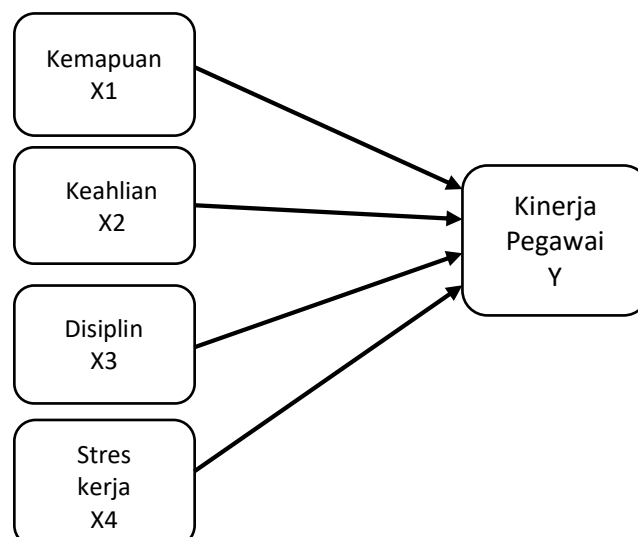 Kemapuan
X1
Keahlian
X2
Disiplin
X3
Stres
kerja
X4
Kinerja
Pegawai
Y